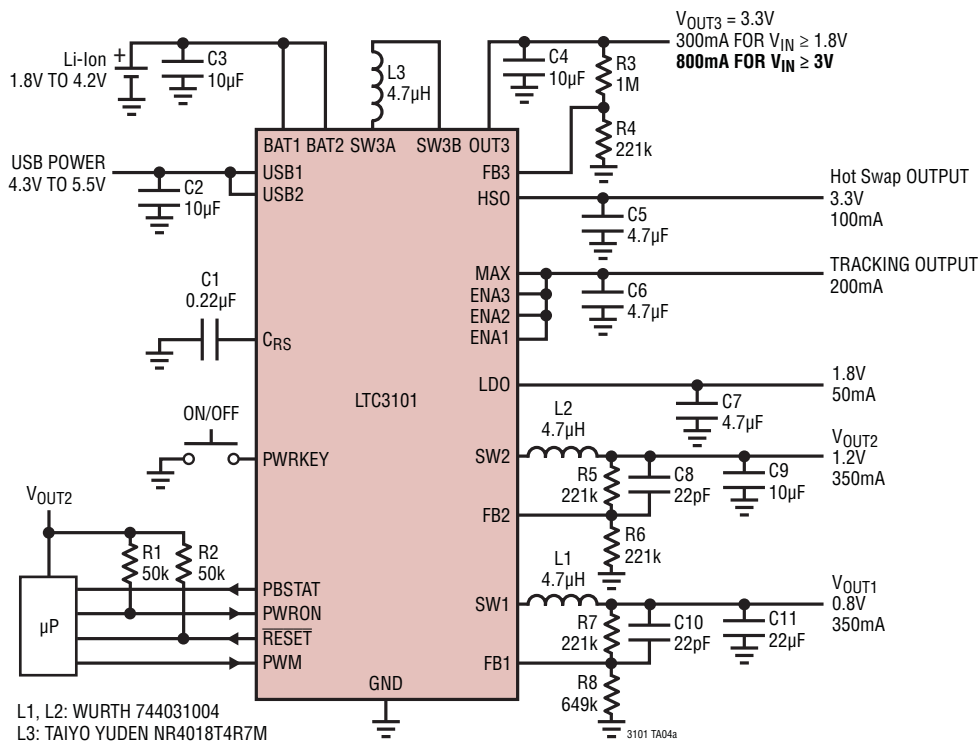 VOUT3 = 3.3V
300mA FOR VIN ≥ 1.8V
800mA FOR VIN ≥ 3V
Li-Ion
+
1.8V TO 4.2V
C3
10µF
L3
4.7µH
C4
10µF
R3
1M
R4
221k
BAT1 BAT2 SW3A SW3B OUT3
USB POWER
4.3V TO 5.5V
C2
10µF
USB1
USB2
FB3
HSO
Hot Swap OUTPUT
3.3V
100mA
C5
4.7µF
MAX
ENA3
ENA2
ENA1
TRACKING OUTPUT
200mA
C6
4.7µF
C1
0.22µF
CRS
LTC3101
LDO
1.8V
50mA
C7
4.7µF
ON/OFF
PWRKEY
SW2
L2
4.7µH
VOUT2
1.2V
350mA
R5
221k
C8
22pF
C9
10µF
FB2
R6
221k
VOUT2
R1
50k
R2
50k
µP
PBSTAT
PWRON
RESET
PWM
SW1
L1
4.7µH
VOUT1
0.8V
350mA
R7
221k
C10
22pF
C11
22µF
FB1
R8
649k
GND
L1, L2: WURTH 744031004
L3: TAIYO YUDEN NR4018T4R7M
3101 TA04a